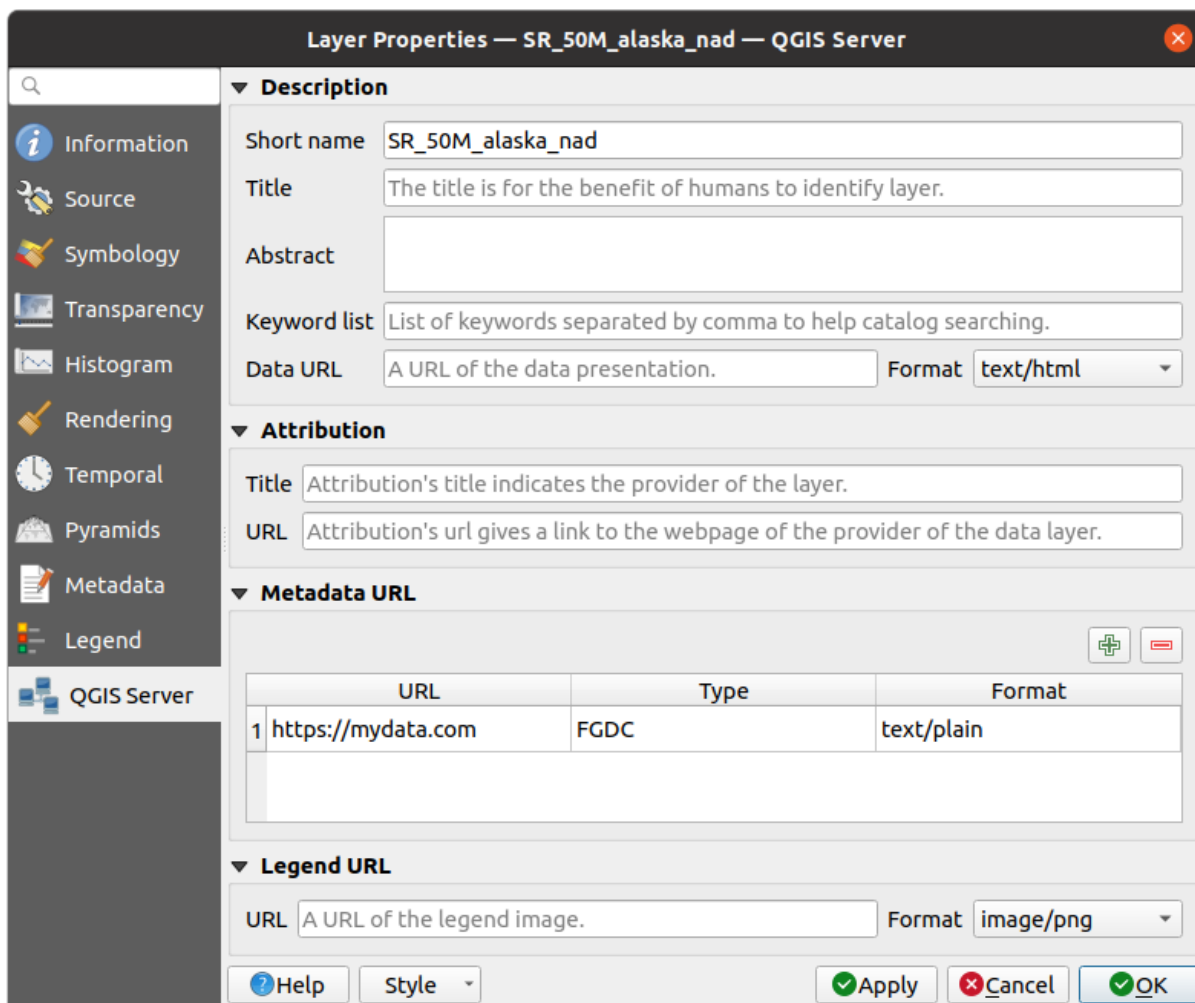 Layer Properties — SR_50M_alaska_nad — QGIS Server
Information
Source
Symbology
Transparency
Histogram
Rendering
Temporal
Pyramids
Metadata
Legend
QGIS Server
Description
Short name SR_50M_alaska_nad
Title The title is for the benefit of humans to identify layer.
Abstract
Keyword list List of keywords separated by comma to help catalog searching.
Data URL A URL of the data presentation. Format text/html
Attribution
Title Attribution's title indicates the provider of the layer.
URL Attribution's url gives a link to the webpage of the provider of the data layer.
Metadata URL
URL Type Format
1 https://mydata.com FGDC text/plain
Legend URL
URL A URL of the legend image. Format image/png
Help Style Apply Cancel OK